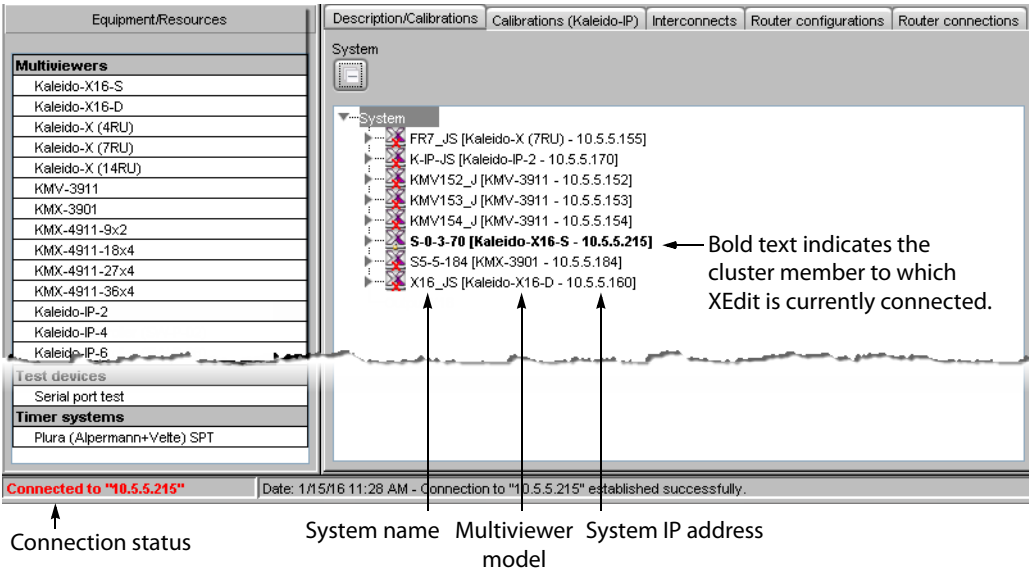 Equipment/Resources
Multiviewers
Kaleido-X16-S
Kaleido-X16-D
Kaleido-X (4RU)
Kaleido-X (7RU)
Kaleido-X (14RU)
KMV-3911
KMX-3901
KMX-4911-9x2
KMX-4911-18x4
KMX-4911-27x4
KMX-4911-36x4
Kaleido-IP-2
Kaleido-IP-4
Kaleido-IP-6
Test devices
Serial port test
Timer systems
Plura (Alpermann+Velte) SPT
Description/Calibrations Calibrations (Kaleido-IP) Interconnects Router configurations Router connections
System
System
FR7_JS [Kaleido-X (7RU) - 10.5.5.155]
K-IP-JS [Kaleido-IP-2 - 10.5.5.170]
KMV152_J [KMV-3911 - 10.5.5.152]
KMV153_J [KMV-3911 - 10.5.5.153]
KMV154_J [KMV-3911 - 10.5.5.154]
S-0-3-70 [Kaleido-X16-S - 10.5.5.215]
S5-5-184 [KMX-3901 - 10.5.5.184]
X16_JS [Kaleido-X16-D - 10.5.5.160]
Bold text indicates the
cluster member to which
XEdit is currently connected.
Connected to "10.5.5.215"
Date: 1/15/16 11:28 AM - Connection to "10.5.5.215" established successfully.
Connection status
System name
Multiviewer
model
System IP address